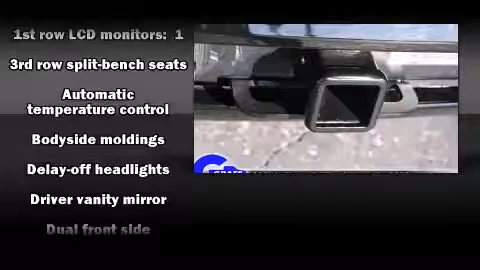 1st row LCD monitors: 1
3rd row split-bench seats
Automatic
temperature control
Bodyside moldings
Delay-off headlights
Driver vanity mirror
Dual front side